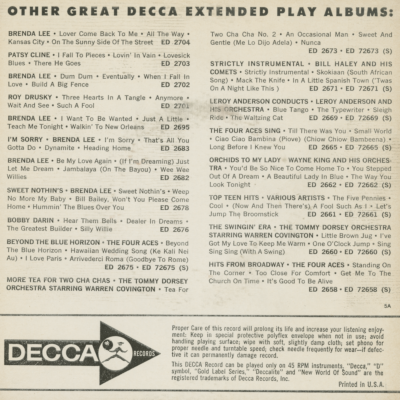 OTHER GREAT DECCA EXTENDED PLAY ALBUMS:
BRENDA LEE • Lover Come Back To Me • All The Way •
Kansas City • On The Sunny Side Of The Street ED 2704
PATSY CLINE • I Fall To Pieces • Lovin' In Vain • Lovesick
Blues • There He Goes ED 2703
BRENDA LEE • Dum Dum • Eventually • When I Fall In
Love • Build A Big Fence ED 2702
ROY DRUSKY • Three Hearts In A Tangle • Anymore •
Wait And See • Such A Fool ED 2701
BRENDA LEE • I Want To Be Wanted • Just A Little •
Teach Me Tonight • Walkin' To New Orleans ED 2695
I'M SORRY • BRENDA LEE • I'm Sorry • That's All You
Gotta Do • Dynamite • Heading Home ED 2683
BRENDA LEE • Be My Love Again • (If I'm Dreaming) Just
Let Me Dream • Jambalaya (On The Bayou) • Wee Wee
Willies ED 2682
SWEET NOTHIN'S • BRENDA LEE • Sweet Nothin's • Weep
No More My Baby • Bill Bailey, Won't You Please Come
Home • Hummin' The Blues Over You ED 2678
BOBBY DARIN • Hear Them Bells • Dealer In Dreams •
The Greatest Builder • Silly Willie ED 2676
BEYOND THE BLUE HORIZON • THE FOUR ACES • Beyond
The Blue Horizon • Hawaiian Wedding Song (Ke Kali Nei
Au) • I Love Paris • Arrivederci Roma (Goodbye To Rome)
ED 2675 • ED 72675 (S)
MORE TEA FOR TWO CHA CHAS • THE TOMMY DORSEY
ORCHESTRA STARRING WARREN COVINGTON • Tea For
Two Cha Cha No. 2 • An Occasional Man • Sweet And
Gentle (Me Lo Dijo Adela) • Nunca
ED 2673 • ED 72673 (S)
STRICTLY INSTRUMENTAL • BILL HALEY AND HIS
COMETS • Strictly Instrumental • Skokiaan (South African
Song) • Mack The Knife • In A Little Spanish Town ('Twas
On A Night Like This) ED 2671 • ED 72671 (S)
LEROY ANDERSON CONDUCTS • LEROY ANDERSON AND
HIS ORCHESTRA • Blue Tango • The Typewriter • Sleigh
Ride • The Waltzing Cat ED 2669 • ED 72669 (S)
THE FOUR ACES SING • Til There Was You • Small World
• Ciao Ciao Bambina (Piove) (Chiow Chiow Bambeena) •
Long Before I Knew You ED 2665 • ED 72665 (S)
ORCHIDS TO MY LADY • WAYNE KING AND HIS ORCHES-
TRA • You'd Be So Nice To Come Home To • You Stepped
Out Of A Dream • A Beautiful Lady In Blue • The Way You
Look Tonight ED 2662 • ED 72662 (S)
TOP TEEN HITS • VARIOUS ARTISTS • The Five Pennies •
Cool • (Now And Then There's) A Fool Such As I • Let's
Jump The Broomstick ED 2661 • ED 72661 (S)
THE SWINGIN' ERA • THE TOMMY DORSEY ORCHESTRA
STARRING WARREN COVINGTON • Little Brown Jug • I've
Got My Love To Keep Me Warm • One O'Clock Jump • Sing
Sing Sing (With A Swing) ED 2660 • ED 72660 (S)
HITS FROM BROADWAY • THE FOUR ACES • Standing On
The Corner • Too Close For Comfort • Get Me To The
Church On Time • It's Good To Be Alive
ED 2658 • ED 72658 (S)
5A
DECCA RECORDS
Proper Care of this record will prolong its life and increase your enjoy-
ment: Keep in special protective polyfilm envelope when not in use; avoid
handling playing surface; wipe with soft, slightly damp cloth, set phono for
proper needle and turntable speed, check needle frequently for wear—if defec-
tive it can permanently damage record.
This DECCA Record can be played only on 45 RPM instruments. "Decca," "D"
symbol, "Gold Label Series," "Deccalite" and "New World Of Sound" are the
registered trademarks of Decca Records, Inc.
Printed in U.S.A.